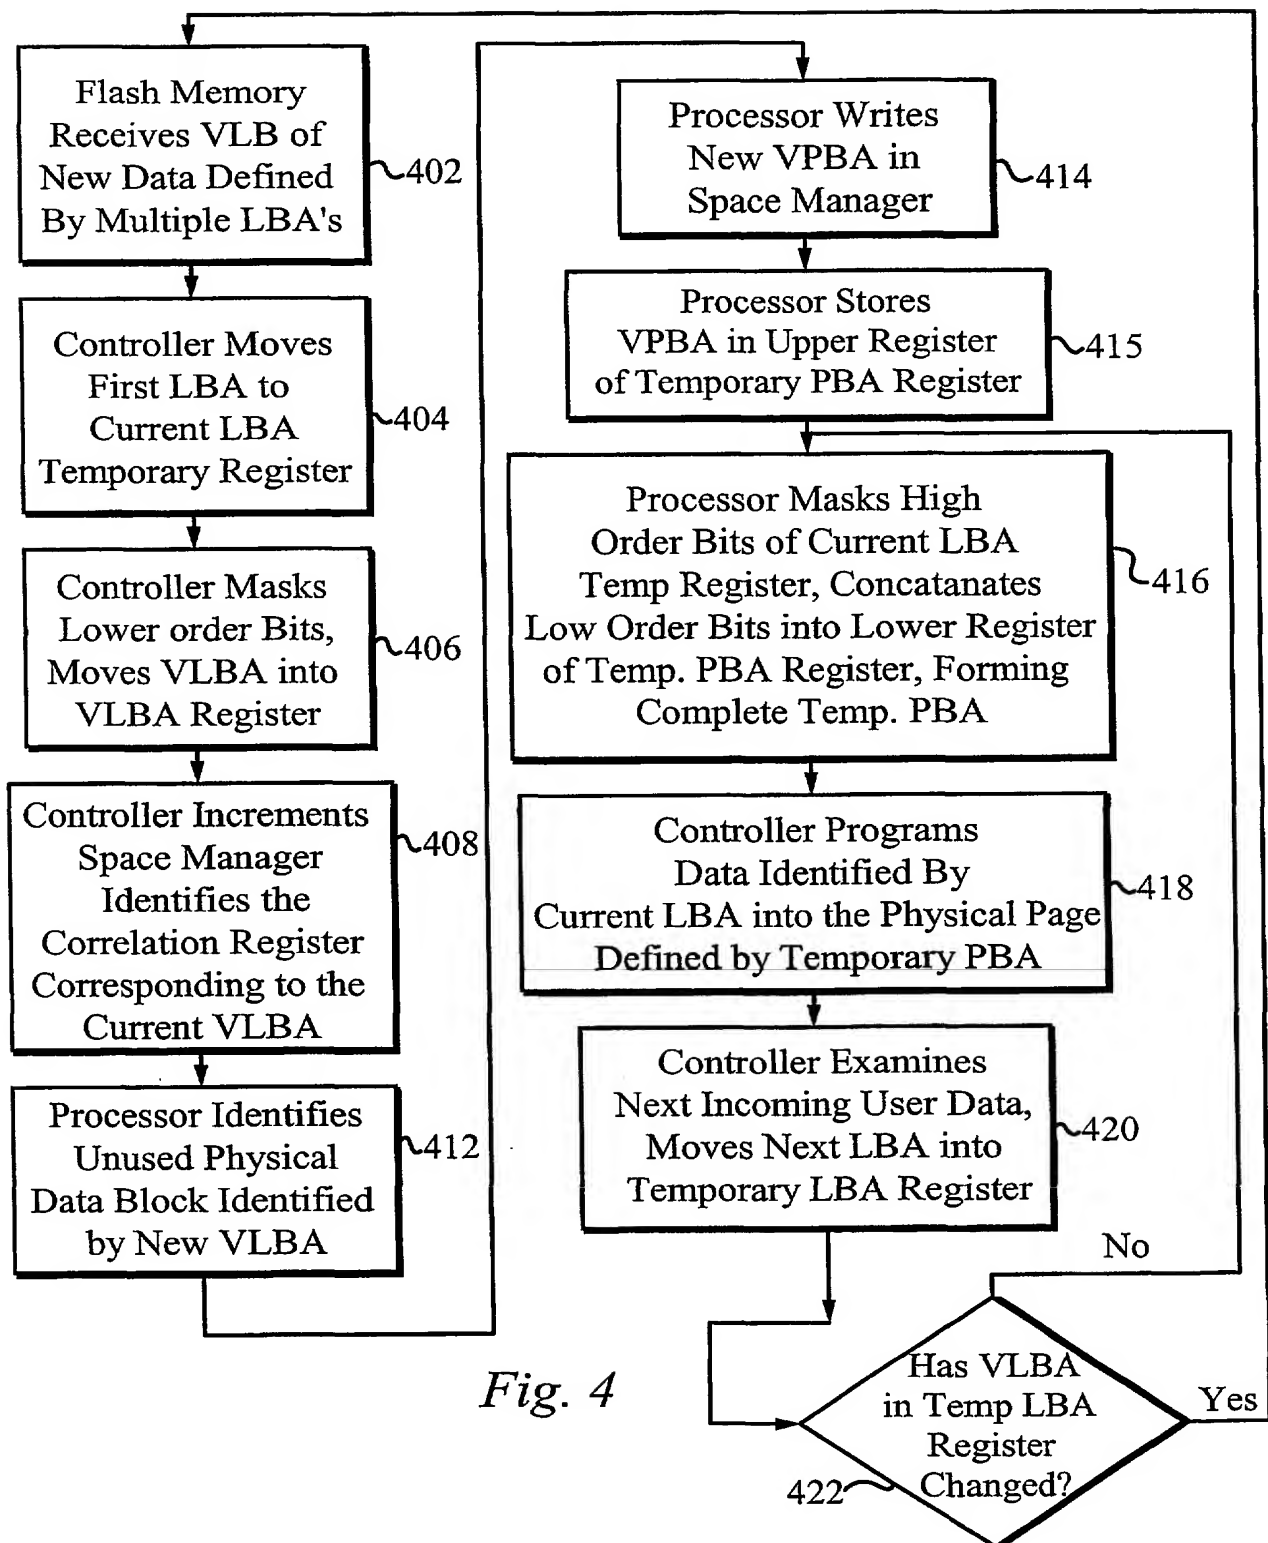 Flash Memory
Receives VLB of
New Data Defined
By Multiple LBA's
402
Controller Moves
First LBA to
Current LBA
Temporary Register
404
Controller Masks
Lower order Bits,
Moves VLBA into
VLBA Register
406
Controller Increments
Space Manager
Identifies the
Correlation Register
Corresponding to the
Current VLBA
408
Processor Identifies
Unused Physical
Data Block Identified
by New VLBA
412
Processor Writes
New VPBA in
Space Manager
414
Processor Stores
VPBA in Upper Register
of Temporary PBA Register
415
Processor Masks High
Order Bits of Current LBA
Temp Register, Concatanates
Low Order Bits into Lower Register
of Temp. PBA Register, Forming
Complete Temp. PBA
416
Controller Programs
Data Identified By
Current LBA into the Physical Page
Defined by Temporary PBA
418
Controller Examines
Next Incoming User Data,
Moves Next LBA into
Temporary LBA Register
420
No
Has VLBA
in Temp LBA
Register
Changed?
Yes
422
Fig. 4